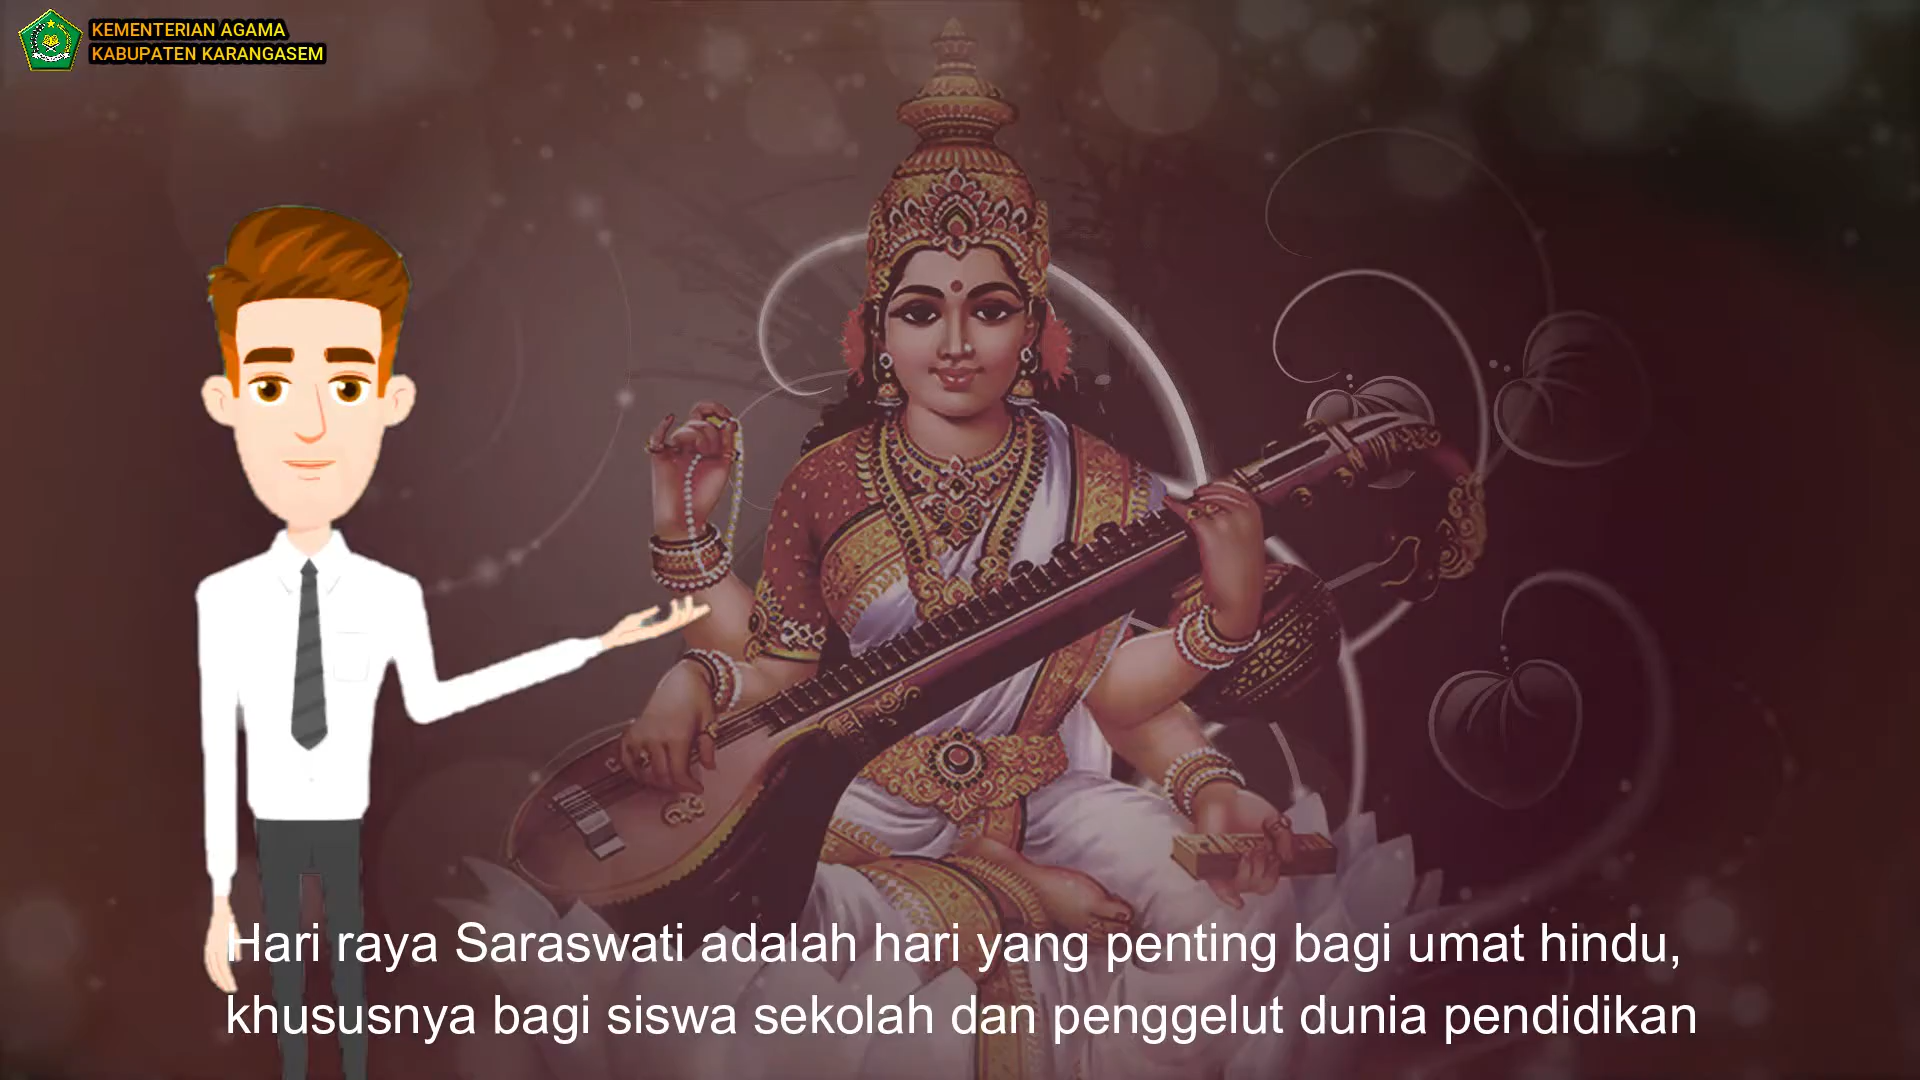 KEMENTERIAN AGAMA
KABUPATEN KARANGASEM
Hari raya Saraswati adalah hari yang penting bagi umat hindu,
khususnya bagi siswa sekolah dan penggelut dunia pendidikan